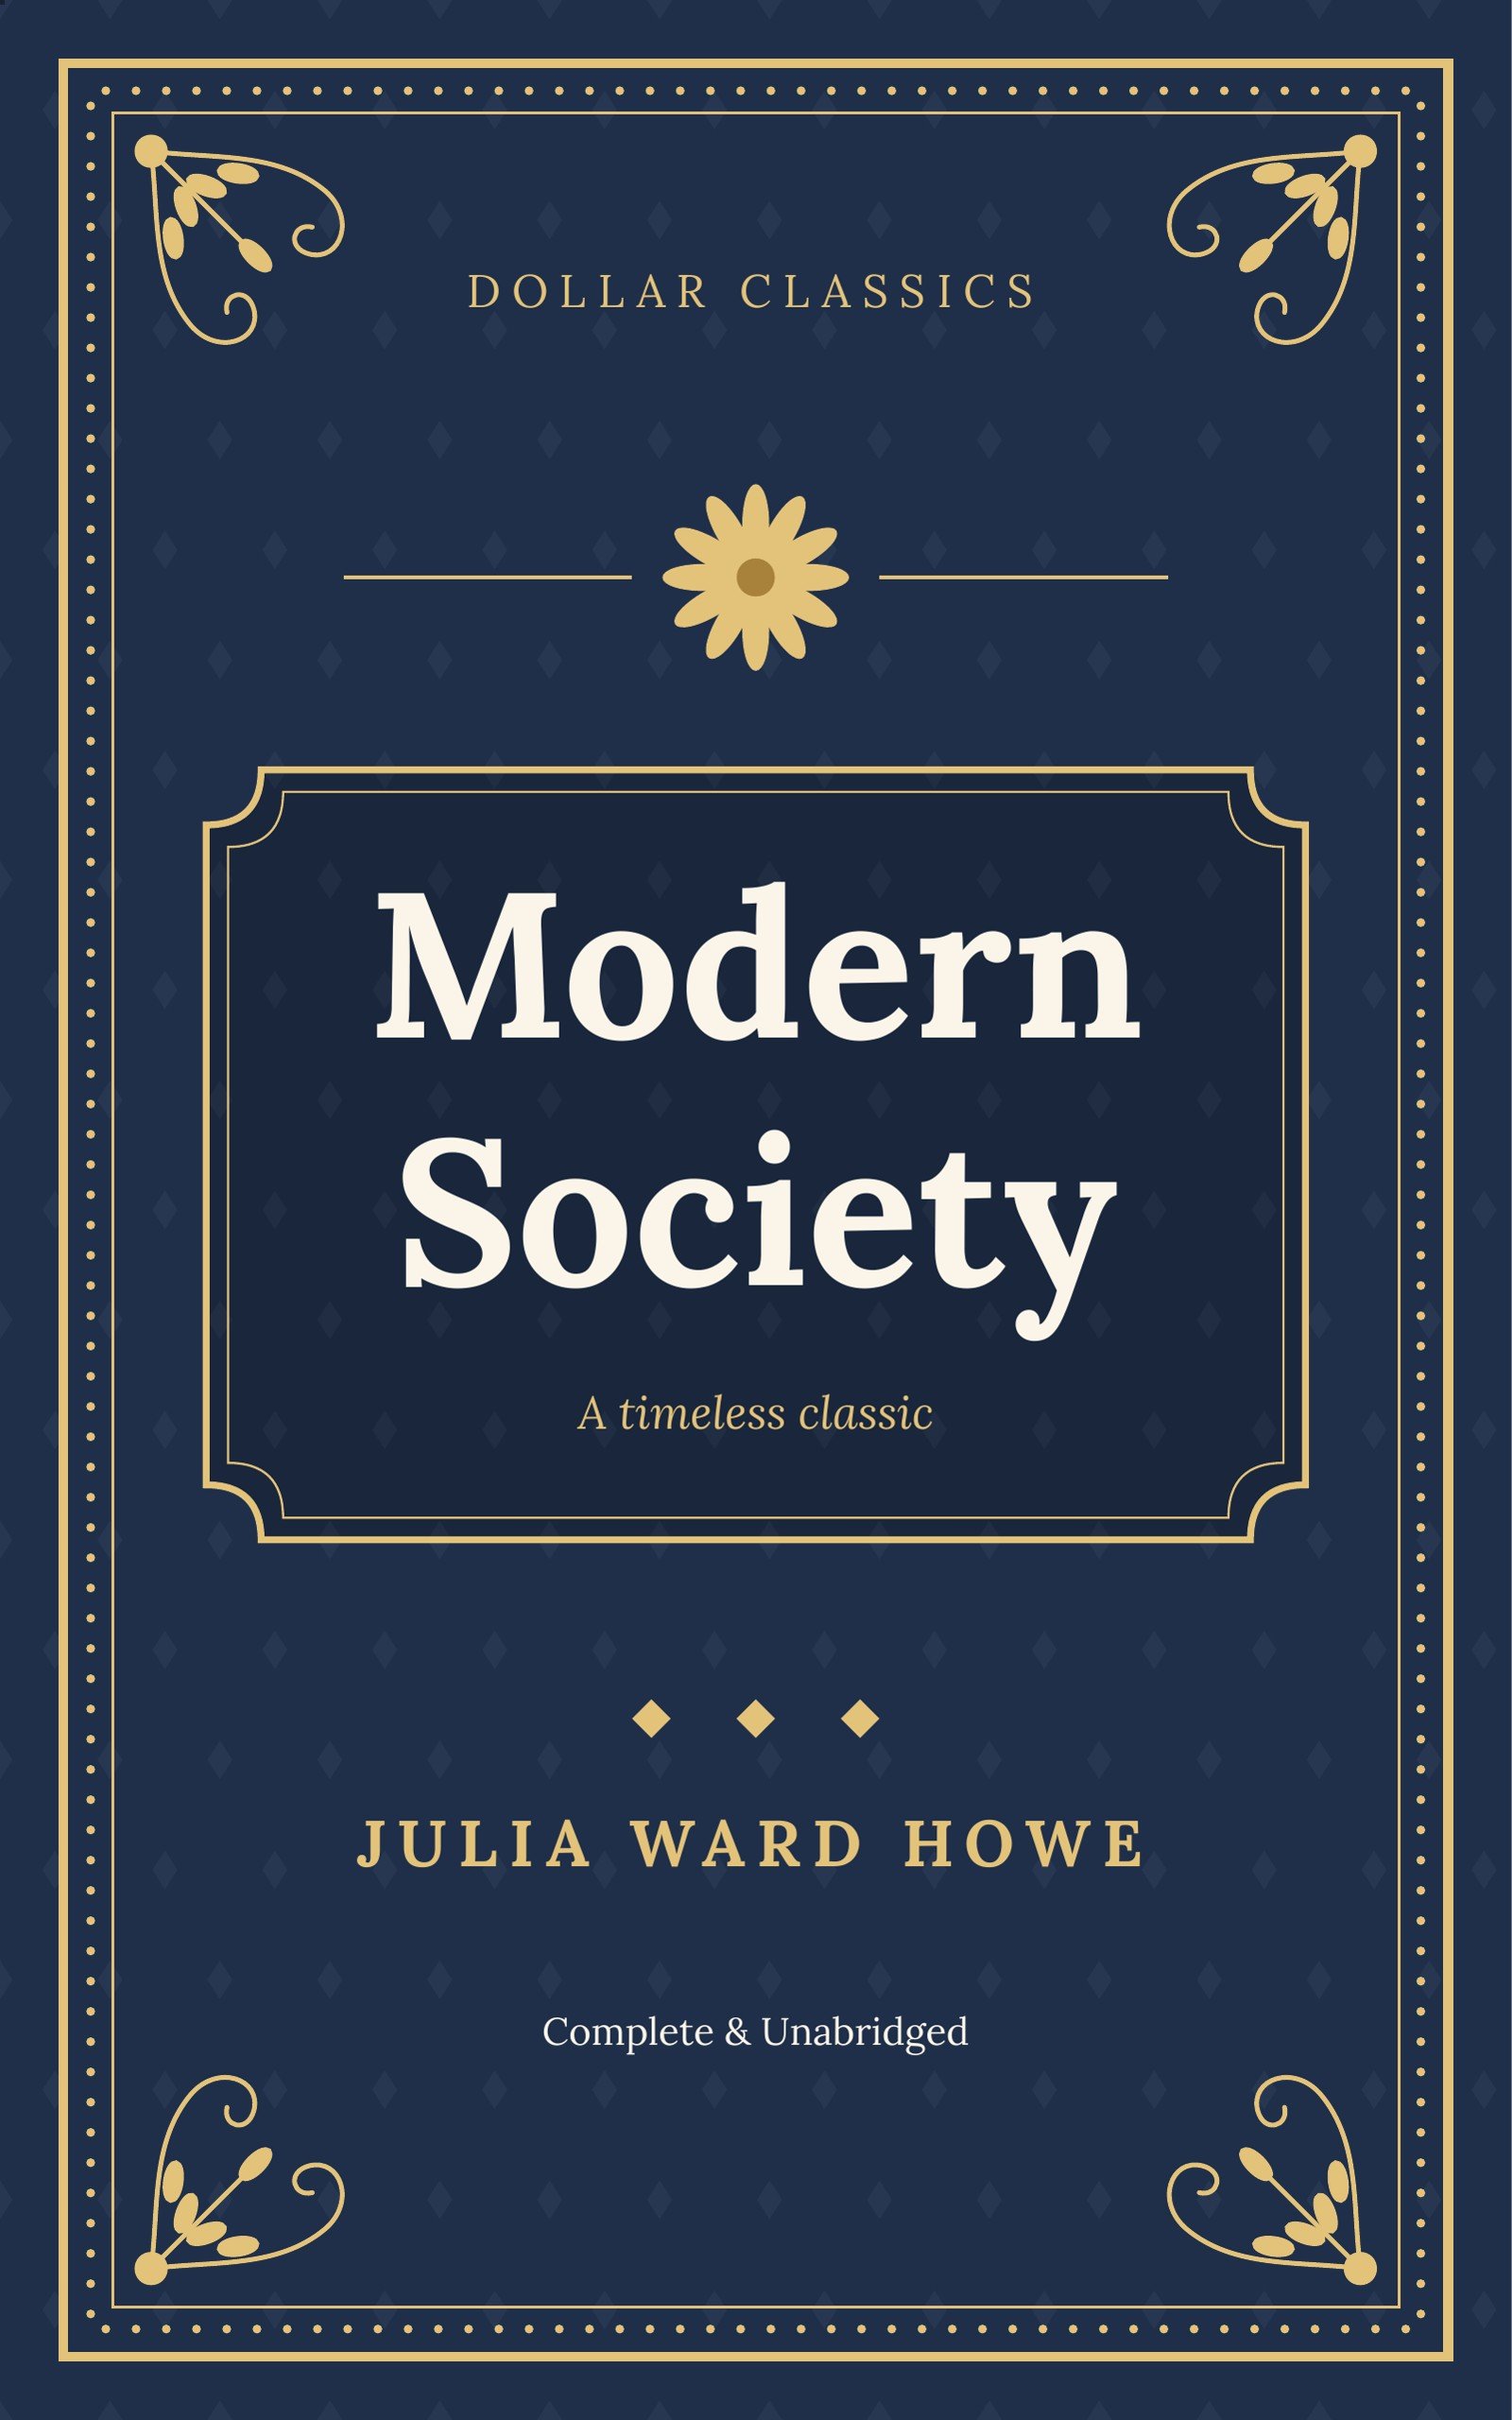 DOLLAR CLASSICS
Modern
Society
A timeless classic
JULIA WARD HOWE
Complete & Unabridged